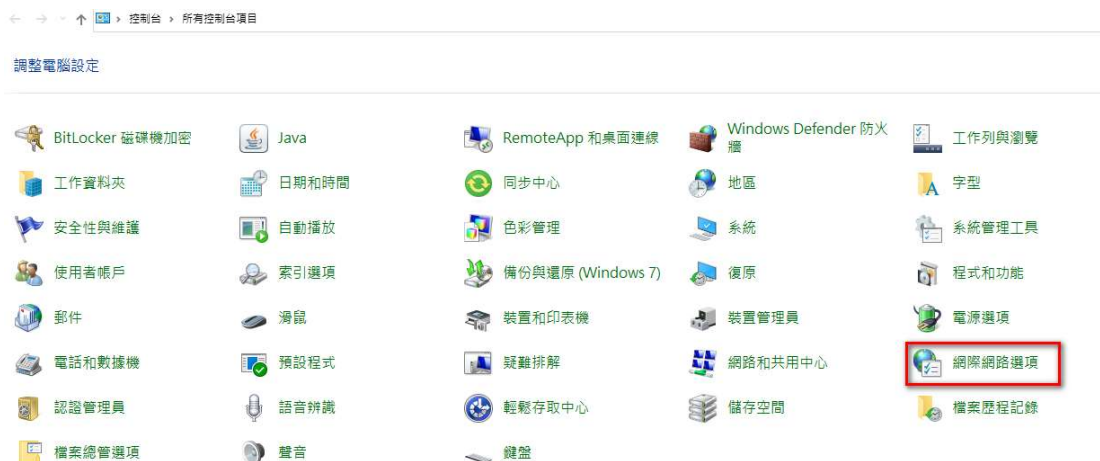 控制台 › 所有控制台項目
調整電腦設定
BitLocker 磁碟機加密
Java
RemoteApp 和桌面連線
Windows Defender 防火
牆
工作列與瀏覽
工作資料夾
日期和時間
同步中心
地區
字型
安全性與維護
自動播放
色彩管理
系統
系統管理工具
使用者帳戶
索引選項
備份與還原 (Windows 7)
復原
程式和功能
郵件
滑鼠
裝置和印表機
裝置管理員
電源選項
電話和數據機
預設程式
疑難排解
網路和共用中心
網際網路選項
認證管理員
語音辨識
輕鬆存取中心
儲存空間
檔案歷程記錄
檔案總管選項
聲音
鍵盤